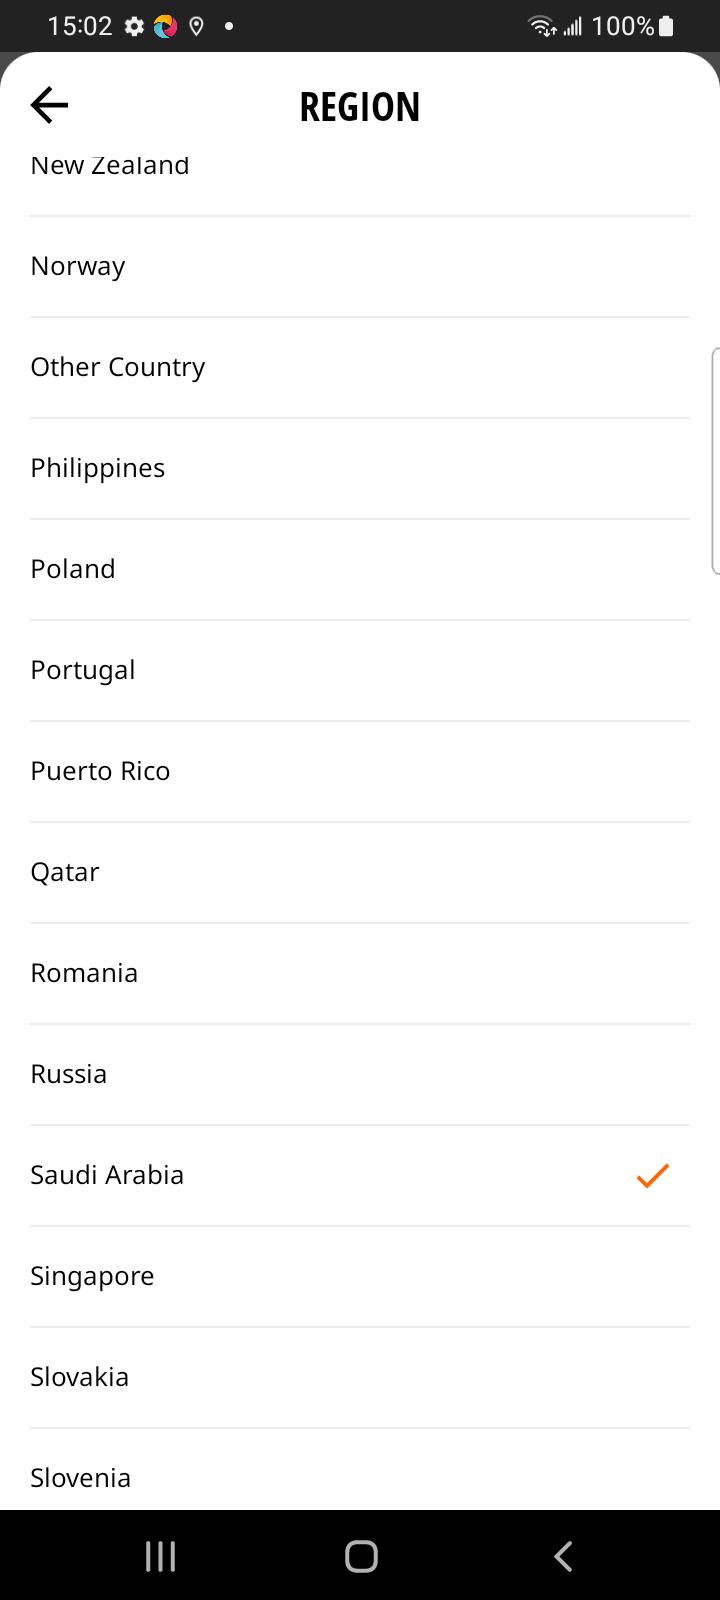 15:02
100%
REGION
New Zealand
Norway
Other Country
Philippines
Poland
Portugal
Puerto Rico
Qatar
Romania
Russia
Saudi Arabia
Singapore
Slovakia
Slovenia